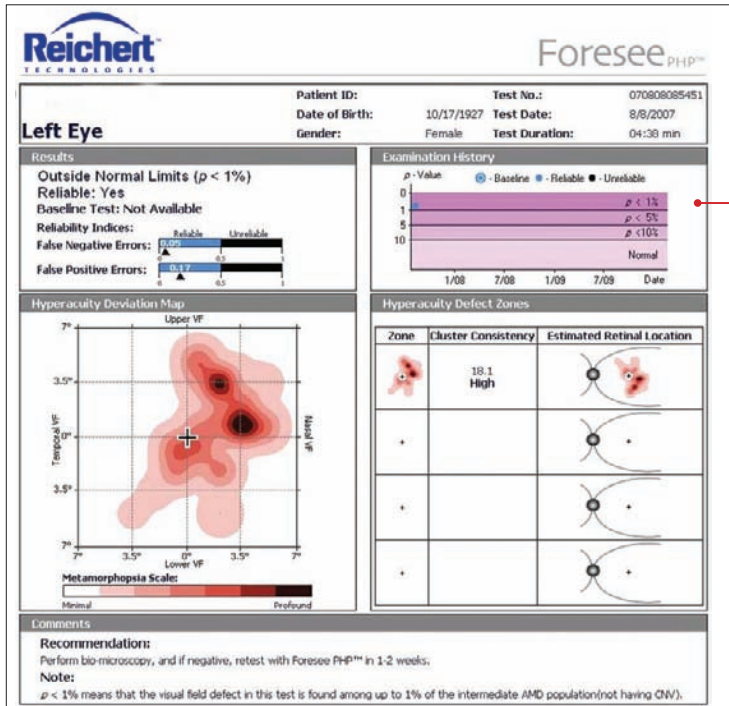 Reichert™
TECHNOLOGIES
FORESEE PHP™
Left Eye
Patient ID:
Test No.: 070808085451
Date of Birth: 10/17/1927
Test Date: 8/8/2007
Gender: Female
Test Duration: 04:38 min
Results
Outside Normal Limits (p < 1%)
Reliable: Yes
Baseline Test: Not Available
Reliability Indices:
Reliable Unreliable
False Negative Errors: 0.05
0 0.5 1
False Positive Errors: 0.17
0 0.5 1
Examination History
p - Value
- Baseline - Reliable - Unreliable
0
1
5
10
p < 1%
p < 5%
p <10%
Normal
1/08 7/08 1/09 7/09 Date
Hyperacuity Deviation Map
Upper VF
7°
3.5°
0°
3.5°
7°
Temporal VF
Nasal VF
7° 3.5° 0° 3.5° 7°
Lower VF
Metamorphopsia Scale:
Minimal Profound
Hyperacuity Defect Zones
Zone Cluster Consistency Estimated Retinal Location
18.1
High
Comments
Recommendation:
Perform bio-microscopy, and if negative, retest with Foresee PHP™ in 1-2 weeks.
Note:
p < 1% means that the visual field defect in this test is found among up to 1% of the intermediate AMD population(not having CNV).